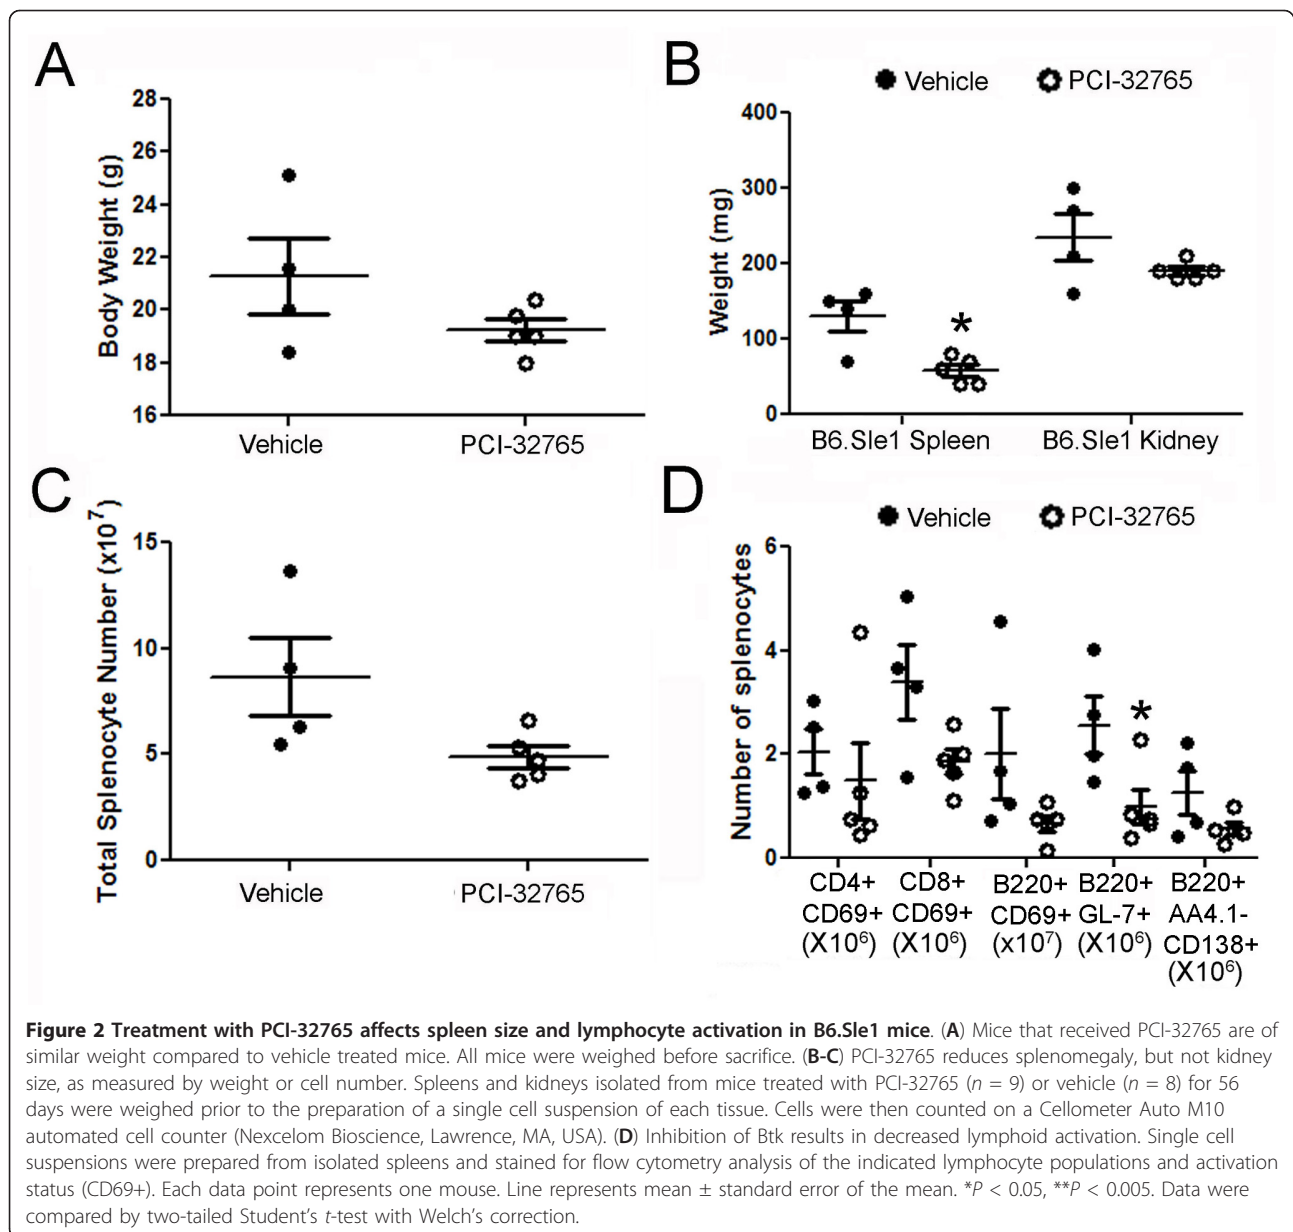 A
Body Weight (g)
28
26
24
22
20
18
16
Vehicle PCI-32765
B
Vehicle PCI-32765
Weight (mg)
400
300
200
100
0
*
B6.Sle1 Spleen B6.Sle1 Kidney
C
Total Splenocyte Number (x10⁷)
15
10
5
0
Vehicle PCI-32765
D
Vehicle PCI-32765
Number of splenocytes
6
4
2
0
*
CD4+ CD8+ B220+ B220+ B220+
CD69+ CD69+ CD69+ GL-7+ AA4.1-
(X10⁶) (X10⁶) (x10⁷) (X10⁶) CD138+
(X10⁶)
Figure 2 Treatment with PCI-32765 affects spleen size and lymphocyte activation in B6.Sle1 mice. (A) Mice that received PCI-32765 are of
similar weight compared to vehicle treated mice. All mice were weighed before sacrifice. (B-C) PCI-32765 reduces splenomegaly, but not kidney
size, as measured by weight or cell number. Spleens and kidneys isolated from mice treated with PCI-32765 (n = 9) or vehicle (n = 8) for 56
days were weighed prior to the preparation of a single cell suspension of each tissue. Cells were then counted on a Cellometer Auto M10
automated cell counter (Nexcelom Bioscience, Lawrence, MA, USA). (D) Inhibition of Btk results in decreased lymphoid activation. Single cell
suspensions were prepared from isolated spleens and stained for flow cytometry analysis of the indicated lymphocyte populations and activation
status (CD69+). Each data point represents one mouse. Line represents mean ± standard error of the mean. *P < 0.05, **P < 0.005. Data were
compared by two-tailed Student's t-test with Welch's correction.